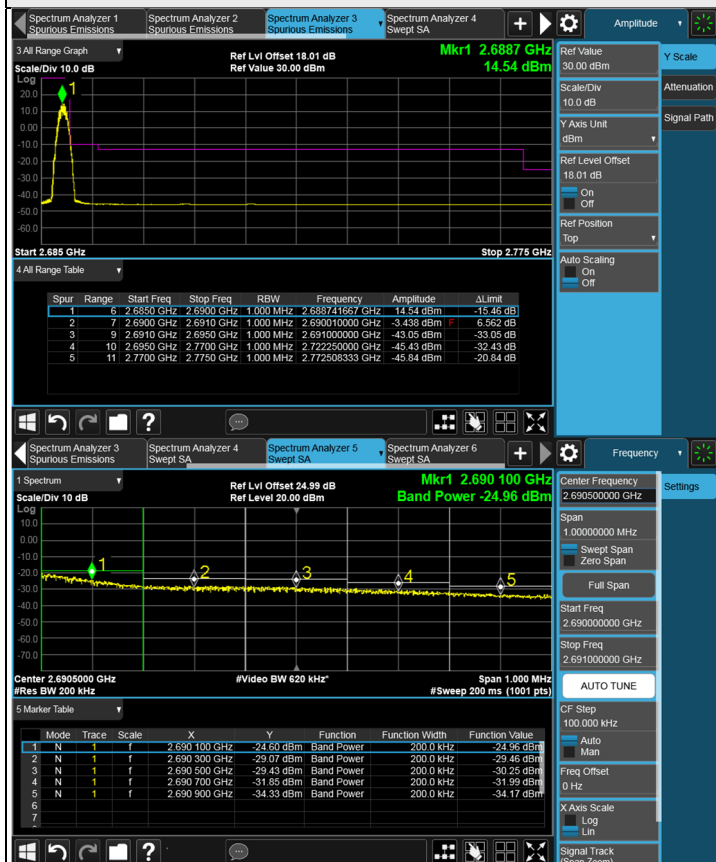 Spectrum Analyzer 1
Spurious Emissions
Spectrum Analyzer 2
Spurious Emissions
Spectrum Analyzer 3
Spurious Emissions
Spectrum Analyzer 4
Swept SA
Amplitude
3 All Range Graph
Ref Lvl Offset 18.01 dB
Mkr1 2.6887 GHz
Scale/Div 10.0 dB
Ref Value 30.00 dBm
14.54 dBm
Log
1
20.0
10.0
0.00
-10.0
-20.0
-30.0
-40.0
-50.0
-60.0
Start 2.685 GHz
Stop 2.775 GHz
Ref Value
30.00 dBm
Scale/Div
10.0 dB
Y Axis Unit
dBm
Ref Level Offset
18.01 dB
On
Off
Ref Position
Top
Auto Scaling
On
Off
Y Scale
Attenuation
Signal Path
4 All Range Table
Spur Range Start Freq Stop Freq RBW Frequency Amplitude ΔLimit
1 6 2.6850 GHz 2.6900 GHz 1.000 MHz 2.688741667 GHz 14.54 dBm -15.46 dB
2 7 2.6900 GHz 2.6910 GHz 1.000 MHz 2.690010000 GHz -3.438 dBm F 6.562 dB
3 9 2.6910 GHz 2.6950 GHz 1.000 MHz 2.691000000 GHz -43.05 dBm -33.05 dB
4 10 2.6950 GHz 2.7700 GHz 1.000 MHz 2.722250000 GHz -45.43 dBm -32.43 dB
5 11 2.7700 GHz 2.7750 GHz 1.000 MHz 2.772508333 GHz -45.84 dBm -20.84 dB
?
Spectrum Analyzer 3
Spurious Emissions
Spectrum Analyzer 4
Swept SA
Spectrum Analyzer 5
Swept SA
Spectrum Analyzer 6
Swept SA
Frequency
1 Spectrum
Ref Lvl Offset 24.99 dB
Mkr1 2.690 100 GHz
Scale/Div 10 dB
Ref Level 20.00 dBm
Band Power -24.96 dBm
Log
10.0
0.00
-10.0
-20.0
-30.0
-40.0
-50.0
-60.0
-70.0
1
2
3
4
5
Center 2.6905000 GHz
#Video BW 620 kHz*
Span 1.000 MHz
#Res BW 200 kHz
#Sweep 200 ms (1001 pts)
Center Frequency
2.690500000 GHz
Span
1.00000000 MHz
Swept Span
Zero Span
Full Span
Start Freq
2.690000000 GHz
Stop Freq
2.691000000 GHz
AUTO TUNE
CF Step
100.000 kHz
Auto
Man
Freq Offset
0 Hz
X Axis Scale
Log
Lin
Signal Track
(Span Zoom)
Settings
5 Marker Table
Mode Trace Scale X Y Function Function Width Function Value
1 N 1 f 2.690 100 GHz -24.60 dBm Band Power 200.0 kHz -24.96 dBm
2 N 1 f 2.690 300 GHz -29.07 dBm Band Power 200.0 kHz -29.46 dBm
3 N 1 f 2.690 500 GHz -29.43 dBm Band Power 200.0 kHz -30.25 dBm
4 N 1 f 2.690 700 GHz -31.85 dBm Band Power 200.0 kHz -31.99 dBm
5 N 1 f 2.690 900 GHz -34.33 dBm Band Power 200.0 kHz -34.17 dBm
6
7
?